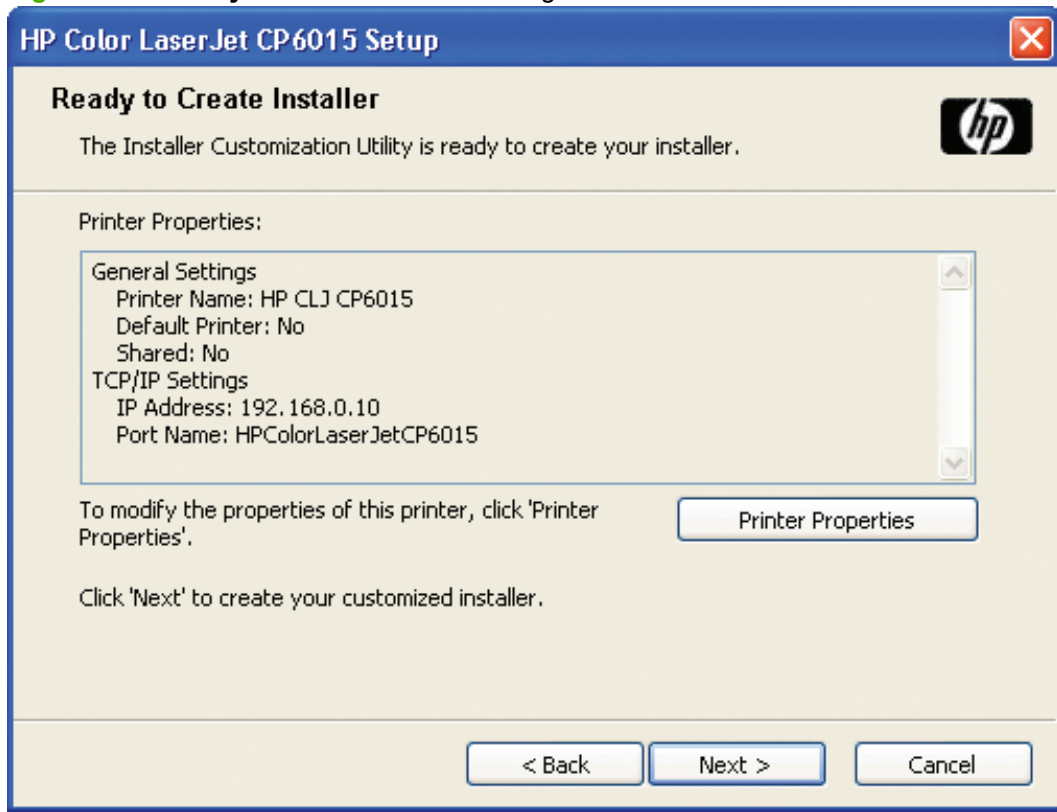 HP Color LaserJet CP6015 Setup
Ready to Create Installer
The Installer Customization Utility is ready to create your installer.
hp
Printer Properties:
General Settings
Printer Name: HP CLJ CP6015
Default Printer: No
Shared: No
TCP/IP Settings
IP Address: 192.168.0.10
Port Name: HPColorLaserJetCP6015
To modify the properties of this printer, click 'Printer
Properties'.
Printer Properties
Click 'Next' to create your customized installer.
< Back
Next >
Cancel